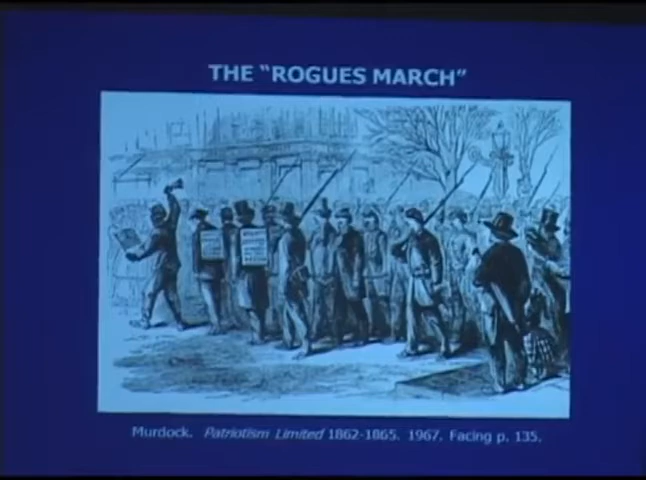 THE “ROGUES MARCH”
Murdock. Patriotism Limited 1862-1865. 1967. Facing p. 135.